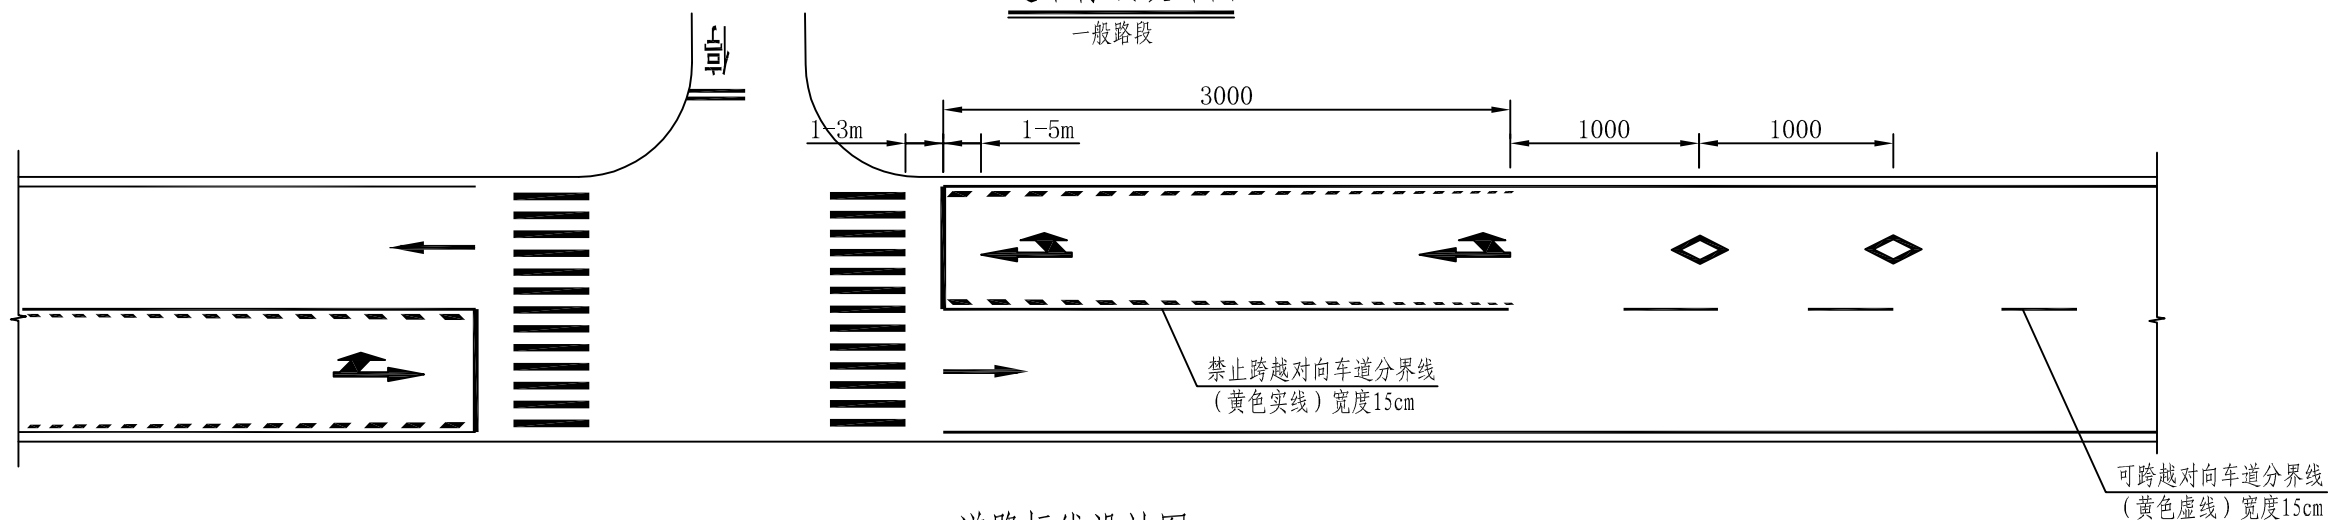 一般路段
3000
1-3m
1-5m
1000
1000
禁止跨越对向车道分界线
（黄色实线）宽度15cm
可跨越对向车道分界线
（黄色虚线）宽度15cm